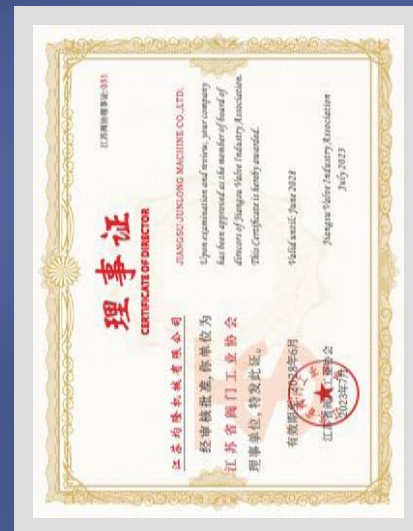 理事证
CERTIFICATE OF DIRECTOR
江苏均隆机械有限公司
经审核批准,你单位为
江苏省阀门工业协会
理事单位,特发此证。
有效期至:2028年6月
江苏省阀门工业协会
2023年7月
JIANGSU JUNLONG MACHINE CO.,LTD.
Upon examination and review, your company
has been approved as the member of board of
directors of Jiangsu Valve Industry Association.
This Certificate is hereby awarded.
Valid until: June 2028
Jiangsu Valve Industry Association
July 2023